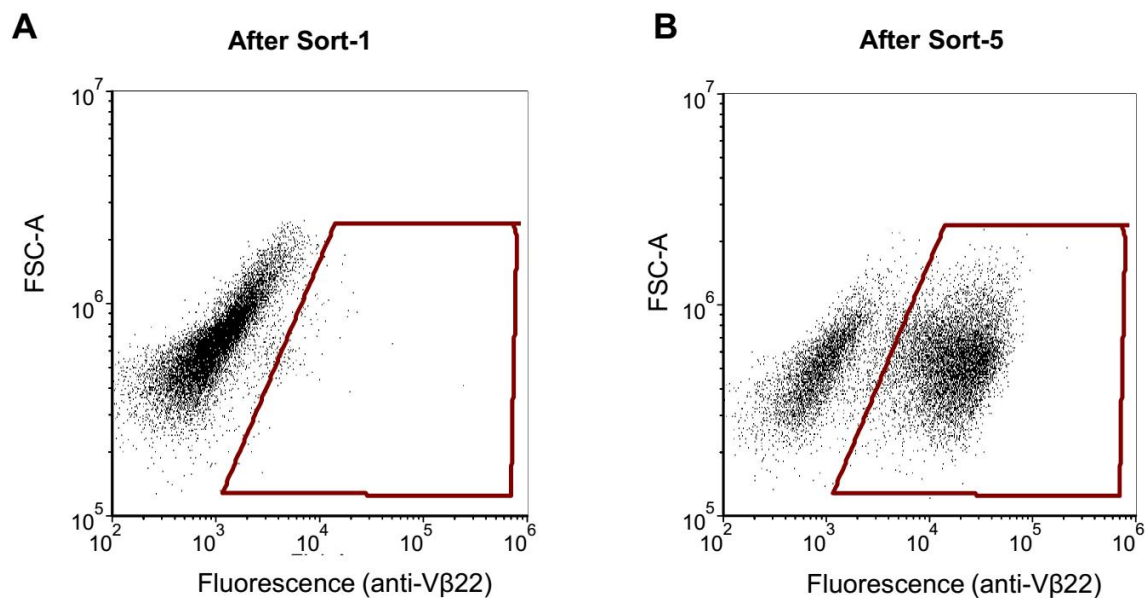 A
After Sort-1
10^7
10^6
10^5
FSC-A
10^2 10^3 10^4 10^5 10^6
Fluorescence (anti-Vβ22)
B
After Sort-5
10^7
10^6
10^5
FSC-A
10^2 10^3 10^4 10^5 10^6
Fluorescence (anti-Vβ22)